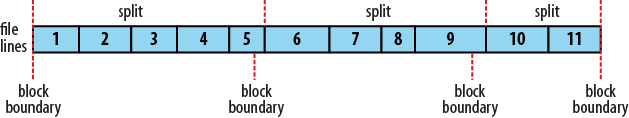 split split split
file lines
1 2 3 4 5 6 7 8 9 10 11
block boundary block boundary block boundary block boundary